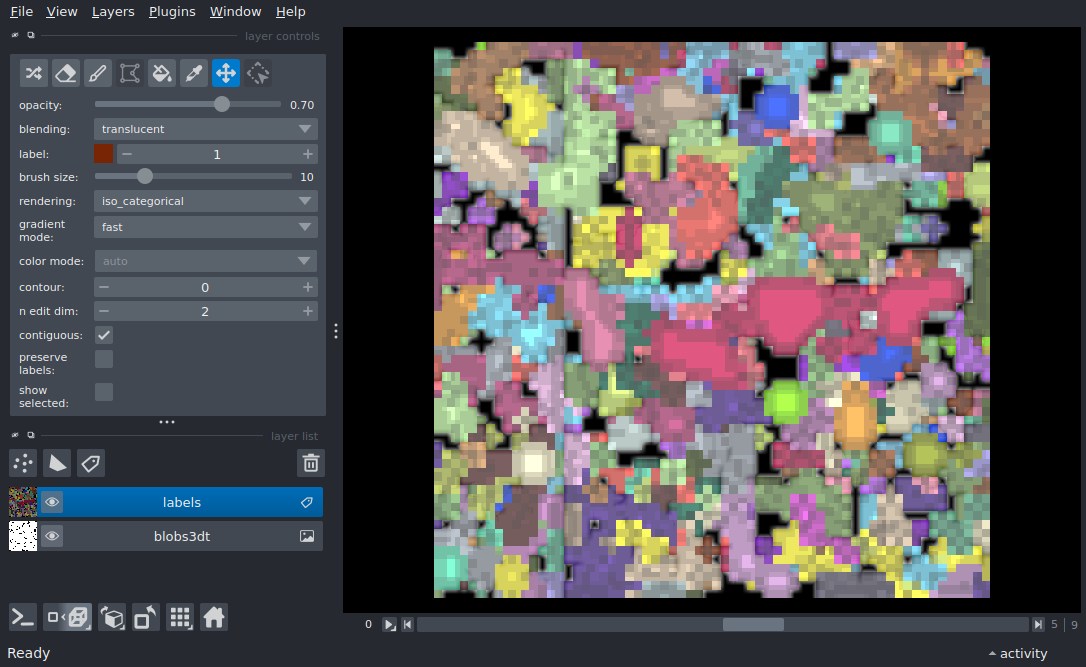 File View Layers Plugins Window Help
layer controls
opacity: 0.70
blending: translucent
label: 1
brush size: 10
rendering: iso_categorical
gradient
mode: fast
color mode: auto
contour: 0
n edit dim: 2
contiguous:
preserve
labels:
show
selected:
layer list
labels
blobs3dt
0 5 | 9
Ready activity